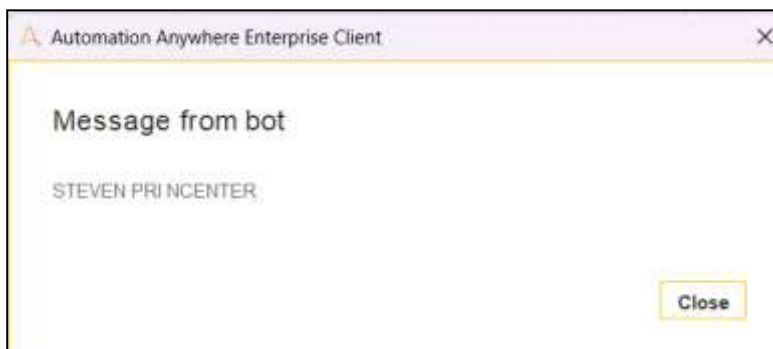 Automation Anywhere Enterprise Client
Message from bot
STEVEN PRI NCENTER
Close